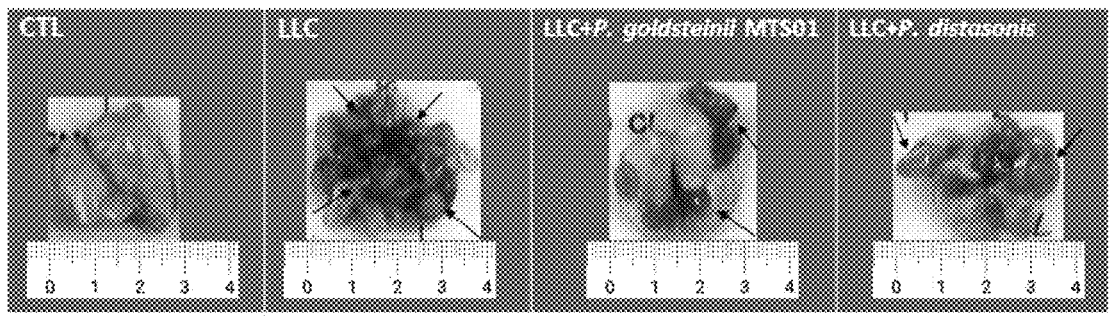 CTL
LLC
LLC+P. goldsteinii MTS01
LLC+P. distasonis
0 1 2 3 4
0 1 2 3 4
0 1 2 3 4
0 1 2 3 4